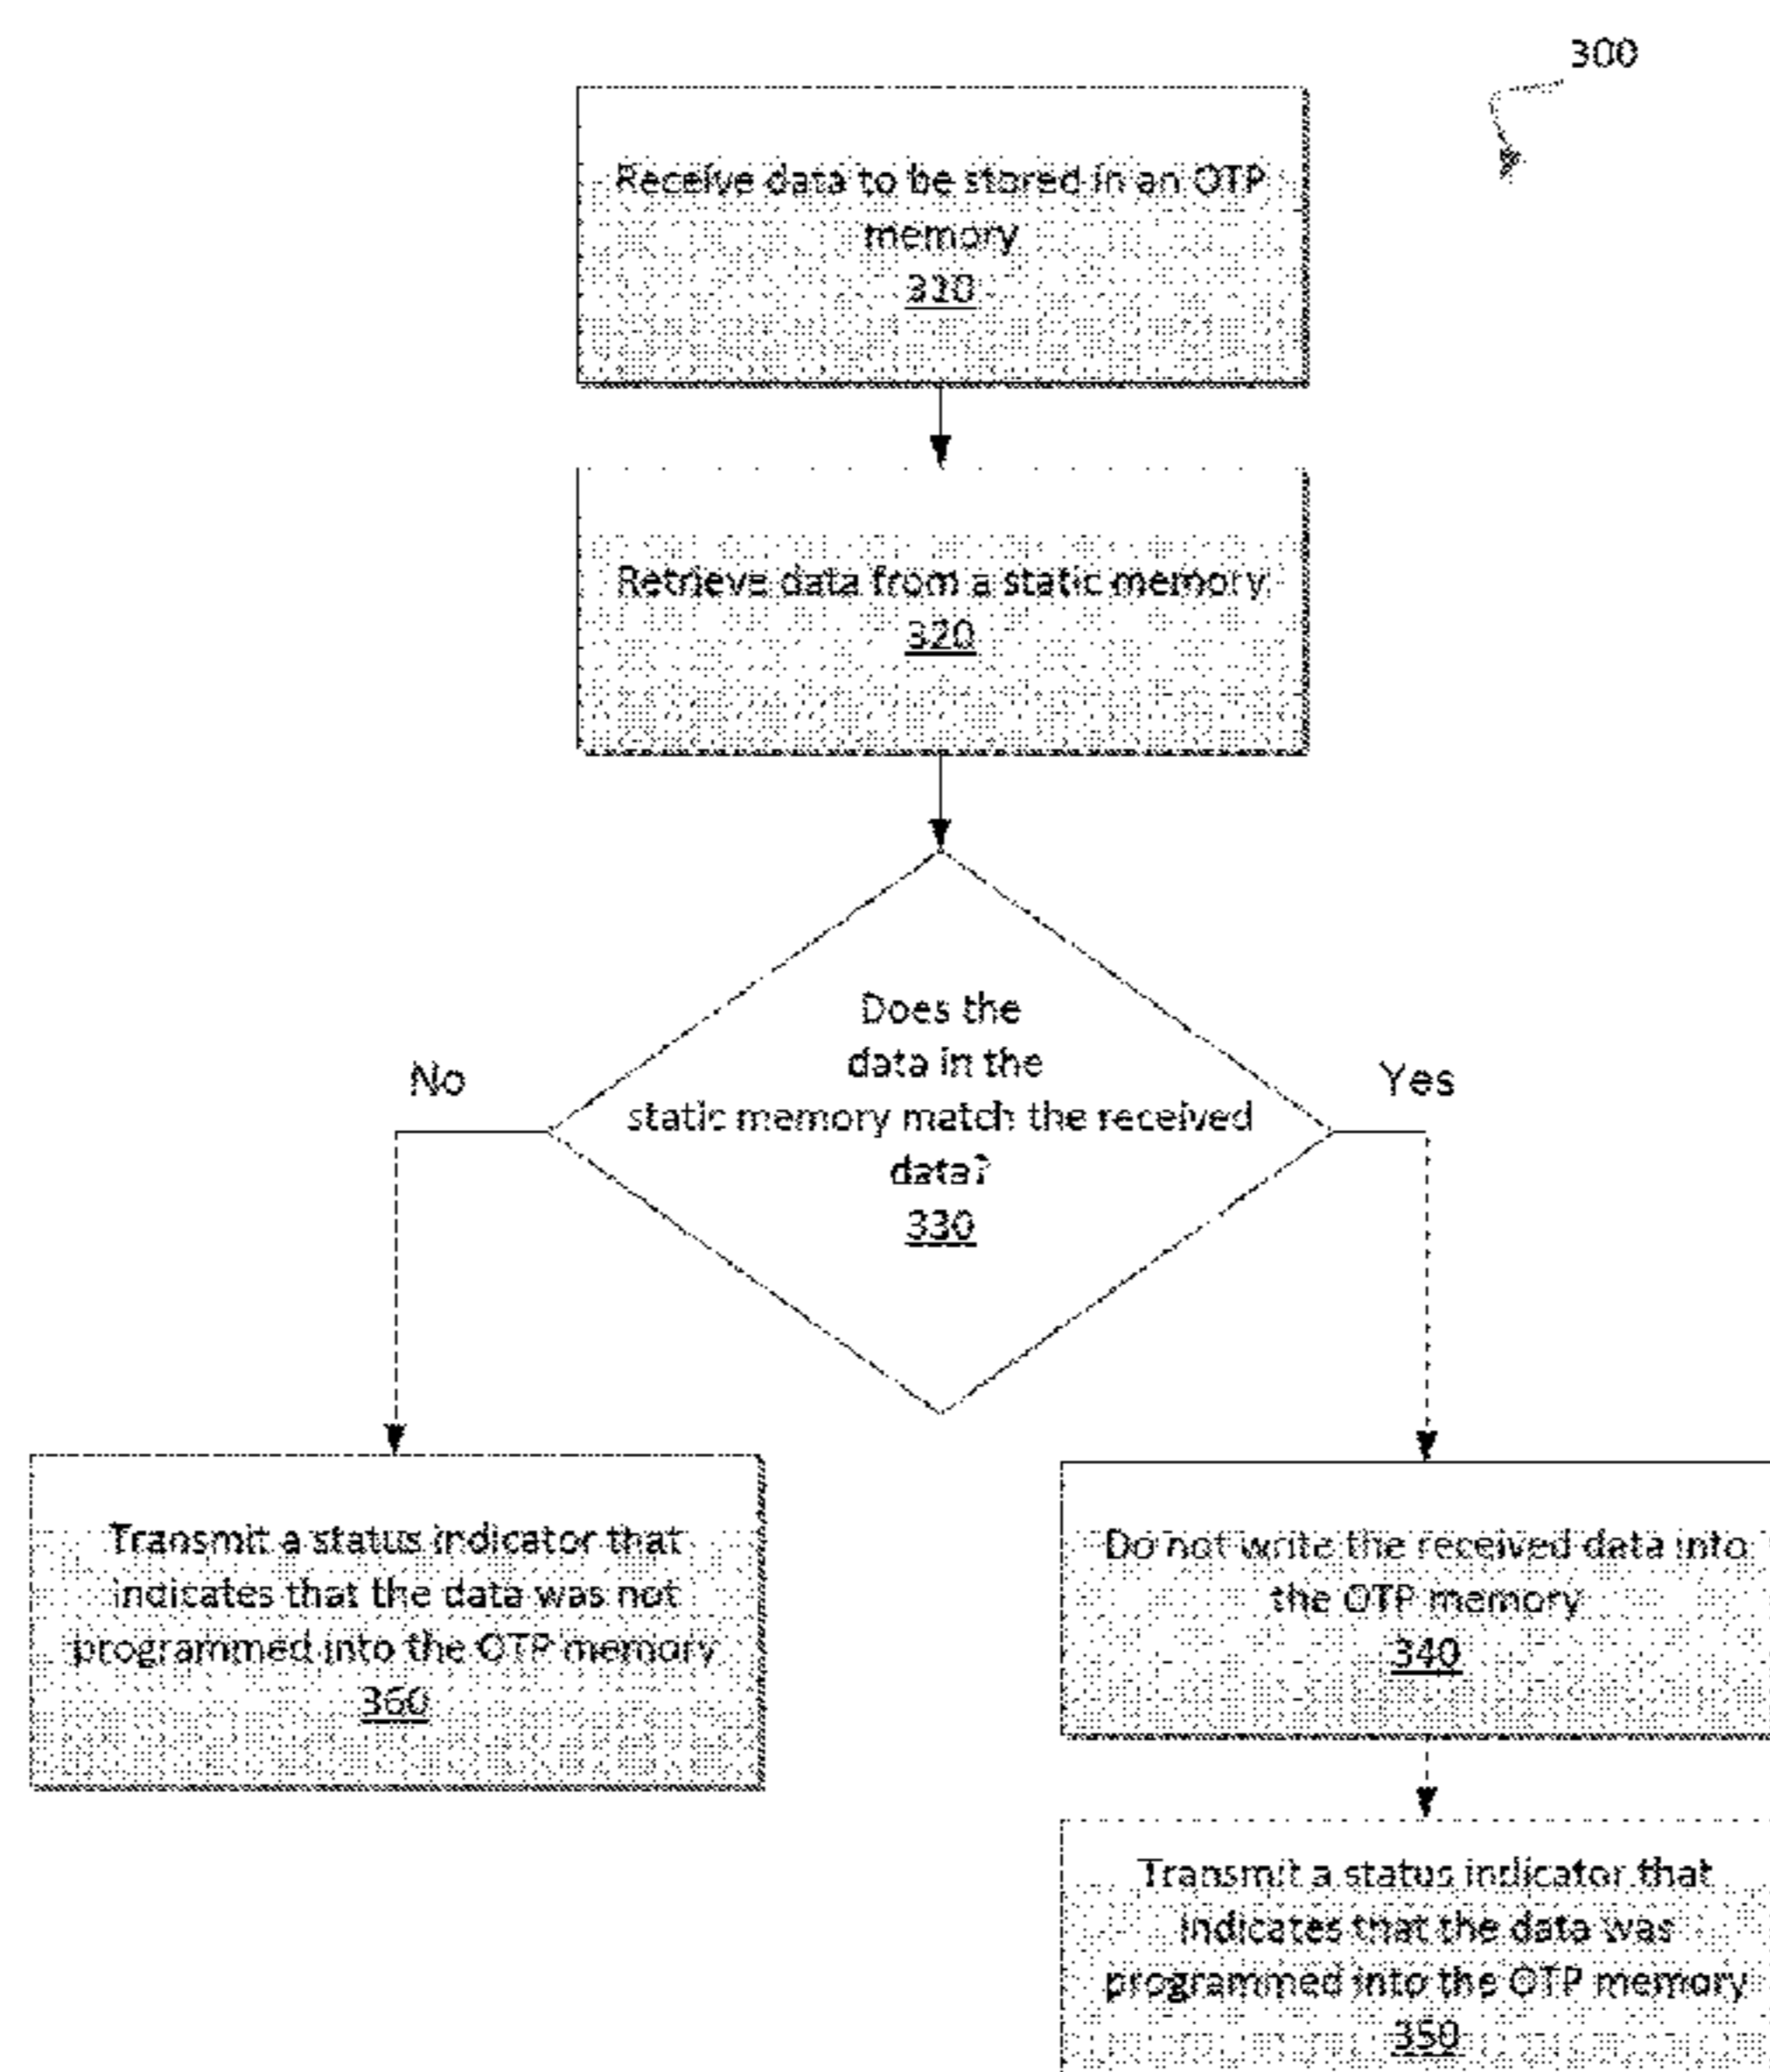 300
Receive data to be stored in an OTP
memory
310
Retrieve data from a static memory
320
Does the
data in the
static memory match the received
data?
330
No
Yes
Transmit a status indicator that
indicates that the data was not
programmed into the OTP memory
360
Do not write the received data into
the OTP memory
340
Transmit a status indicator that
indicates that the data was
programmed into the OTP memory
350